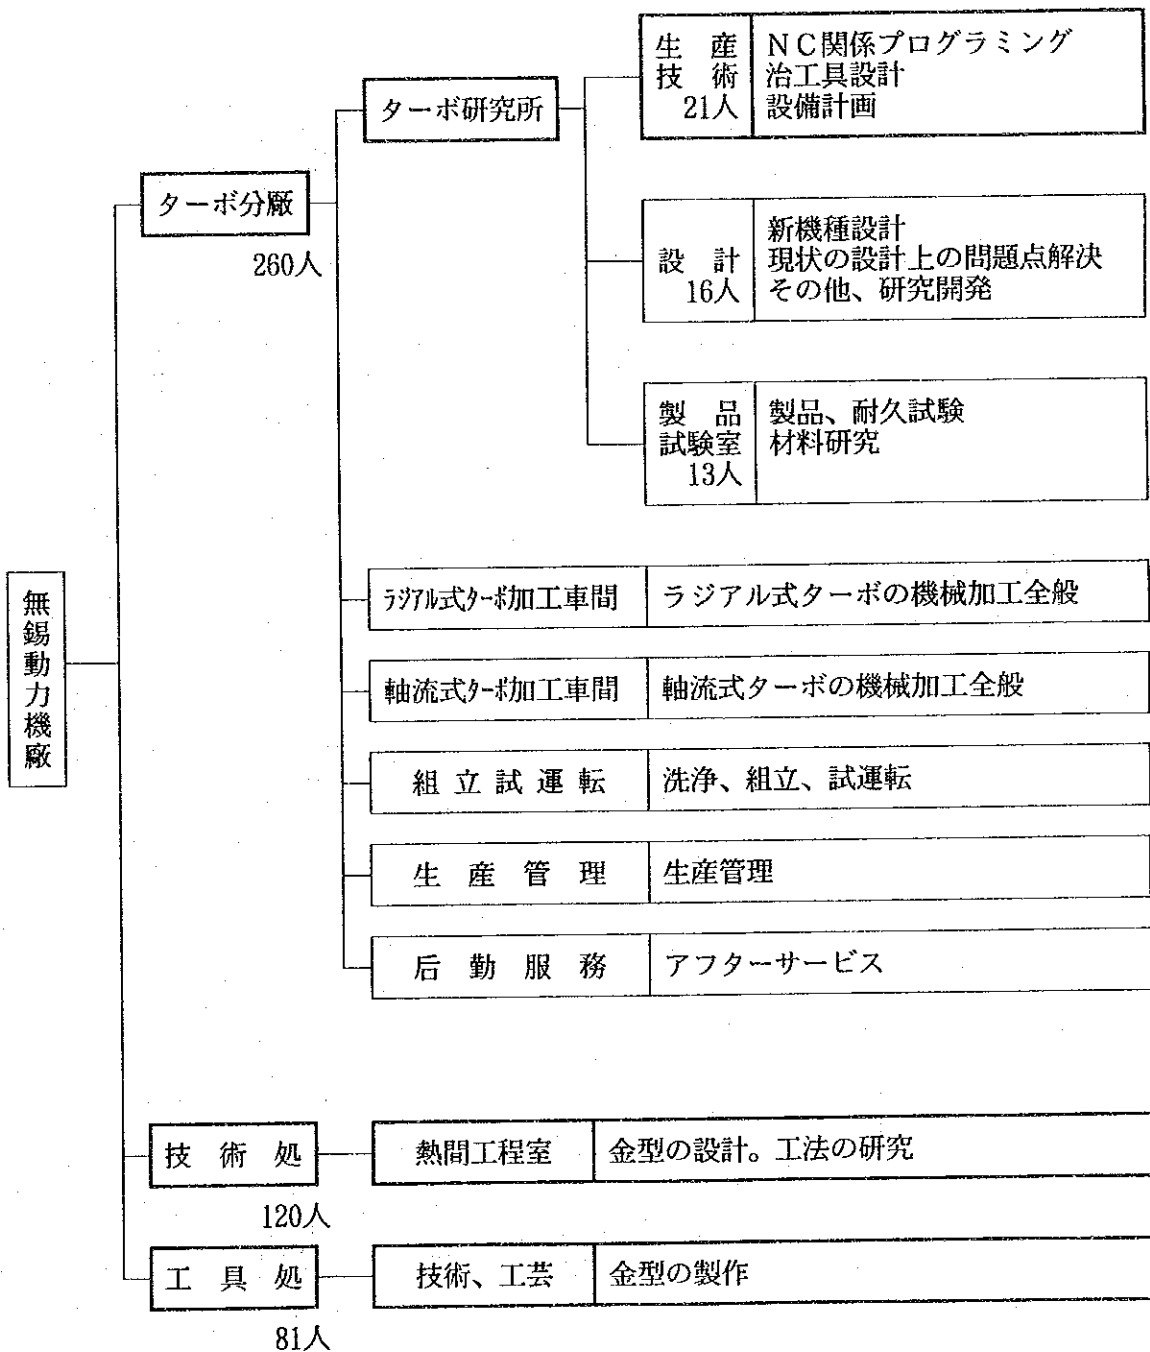 生産 NC関係プログラミング
技術 治工具設計
21人 設備計画
ターボ研究所
ターボ分厰
260人
新機種設計
設計 現状の設計上の問題点解決
16人 その他、研究開発
製品 製品、耐久試験
試験室 材料研究
13人
無錫動力機廠
ラジアル式ターボ加工車間 ラジアル式ターボの機械加工全般
軸流式ターボ加工車間 軸流式ターボの機械加工全般
組立試運転 洗浄、組立、試運転
生産管理 生産管理
后勤服務 アフターサービス
技術処 熱間工程室 金型の設計。工法の研究
120人
工具処 技術、工芸 金型の製作
81人